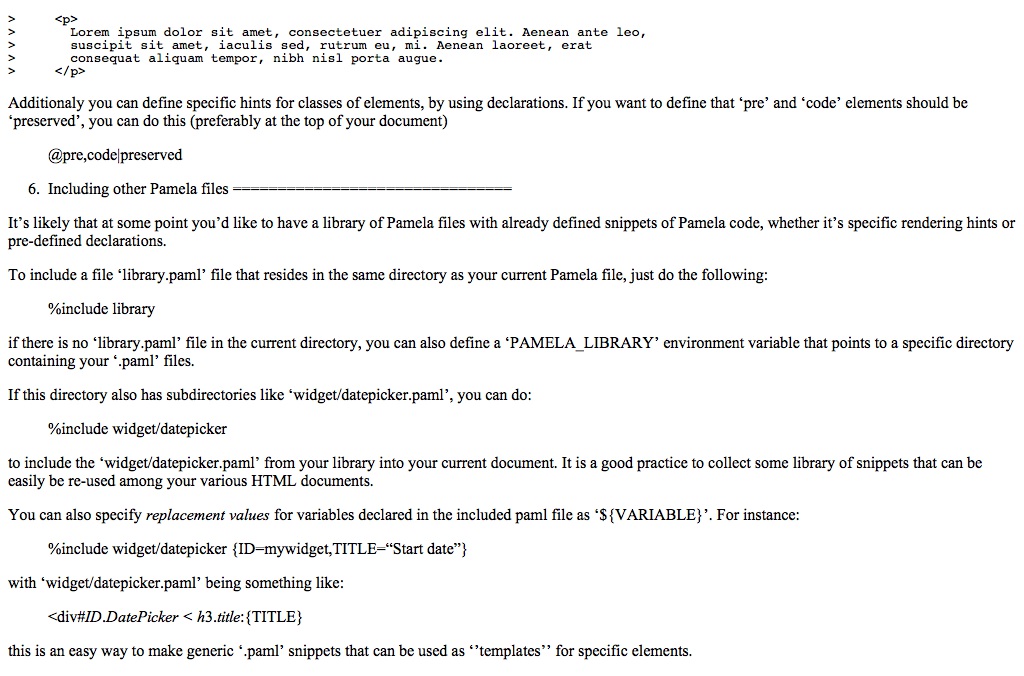 > <p>
> Lorem ipsum dolor sit amet, consectetuer adipiscing elit. Aenean ante leo,
> suscipit sit amet, iaculis sed, rutrum eu, mi. Aenean laoreet, erat
> consequat aliquam tempor, nibh nisl porta augue.
> </p>
Additionaly you can define specific hints for classes of elements, by using declarations. If you want to define that ‘pre’ and ‘code’ elements should be
‘preserved’, you can do this (preferably at the top of your document)
@pre,code|preserved
6. Including other Pamela files ===============================
It’s likely that at some point you’d like to have a library of Pamela files with already defined snippets of Pamela code, whether it’s specific rendering hints or
pre-defined declarations.
To include a file ‘library.paml’ file that resides in the same directory as your current Pamela file, just do the following:
%include library
if there is no ‘library.paml’ file in the current directory, you can also define a ‘PAMELA_LIBRARY’ environment variable that points to a specific directory
containing your ‘.paml’ files.
If this directory also has subdirectories like ‘widget/datepicker.paml’, you can do:
%include widget/datepicker
to include the ‘widget/datepicker.paml’ from your library into your current document. It is a good practice to collect some library of snippets that can be
easily be re-used among your various HTML documents.
You can also specify replacement values for variables declared in the included paml file as ‘${VARIABLE}’. For instance:
%include widget/datepicker {ID=mywidget,TITLE=“Start date”}
with ‘widget/datepicker.paml’ being something like:
<div#ID.DatePicker < h3.title:{TITLE}
this is an easy way to make generic ‘.paml’ snippets that can be used as ‘’templates’’ for specific elements.